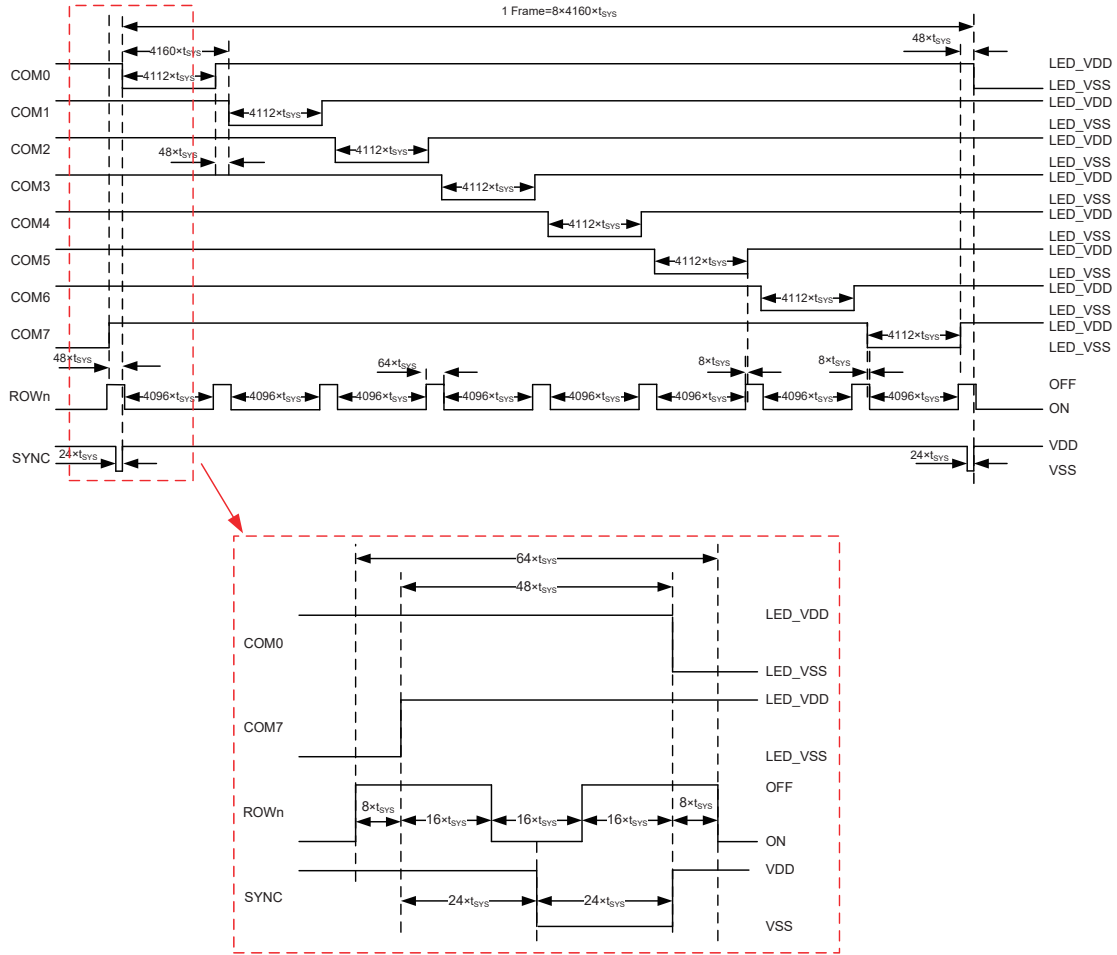 1 Frame=8×4160×tSYS
4160×tSYS
48×tSYS
COM0
4112×tSYS
LED_VDD
LED_VSS
COM1
4112×tSYS
LED_VDD
LED_VSS
COM2
4112×tSYS
LED_VDD
LED_VSS
48×tSYS
COM3
4112×tSYS
LED_VDD
LED_VSS
COM4
4112×tSYS
LED_VDD
LED_VSS
COM5
4112×tSYS
LED_VDD
LED_VSS
COM6
4112×tSYS
LED_VDD
LED_VSS
COM7
4112×tSYS
LED_VDD
LED_VSS
48×tSYS
64×tSYS
8×tSYS
8×tSYS
ROWn
4096×tSYS
4096×tSYS
4096×tSYS
4096×tSYS
4096×tSYS
4096×tSYS
4096×tSYS
4096×tSYS
OFF
ON
SYNC
24×tSYS
24×tSYS
VDD
VSS
64×tSYS
48×tSYS
COM0
LED_VDD
LED_VSS
COM7
LED_VDD
LED_VSS
ROWn
8×tSYS
16×tSYS
16×tSYS
16×tSYS
8×tSYS
OFF
ON
SYNC
24×tSYS
24×tSYS
VDD
VSS